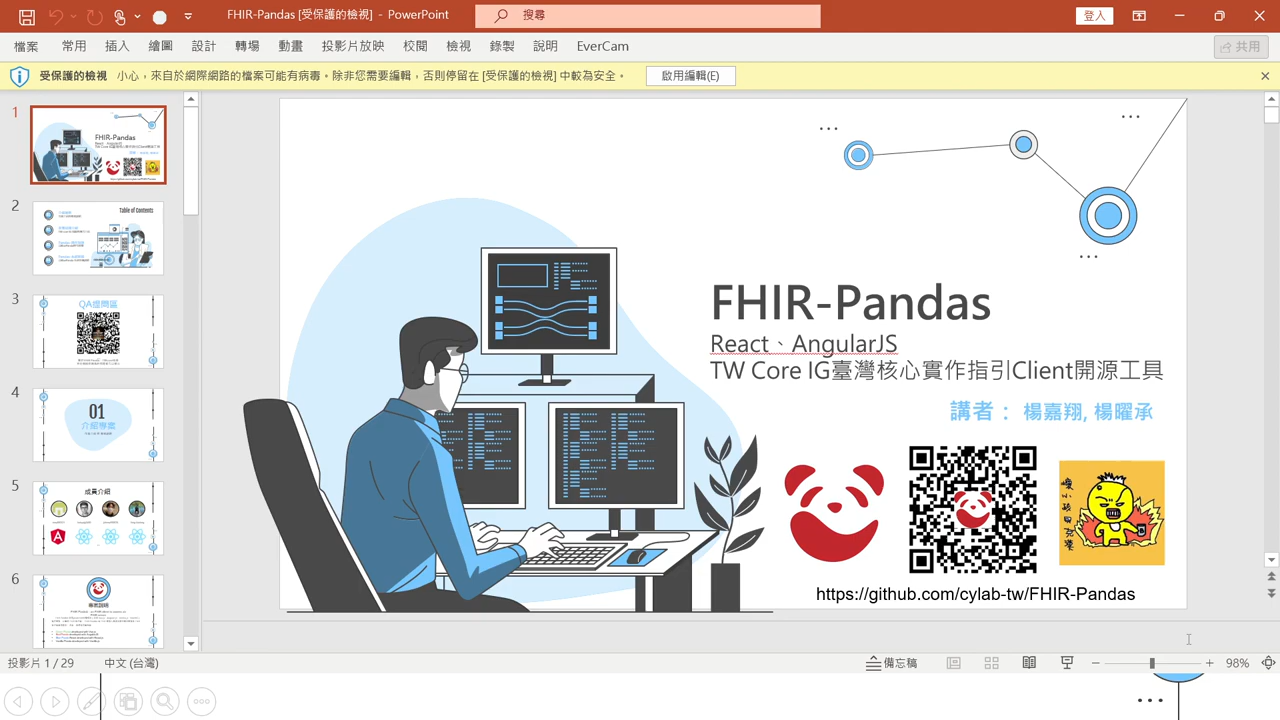 FHIR-Pandas [受保護的檢視] - PowerPoint
搜尋
登入
檔案 常用 插入 繪圖 設計 轉場 動畫 投影片放映 校閱 檢視 錄製 說明 EverCam
共用
受保護的檢視 小心，來自於網際網路的檔案可能有病毒。除非您需要編輯，否則停留在 [受保護的檢視] 中較為安全。
啟用編輯(E)
1
FHIR-Pandas
2
Table of Contents
3
QA提問區
4
01
介紹專案
5
成員介紹
6
專案說明
FHIR-Pandas
React、AngularJS
TW Core IG臺灣核心實作指引Client開源工具
講者： 楊嘉翔, 楊曜承
https://github.com/cylab-tw/FHIR-Pandas
投影片 1 / 29
中文 (台灣)
備忘稿
98%